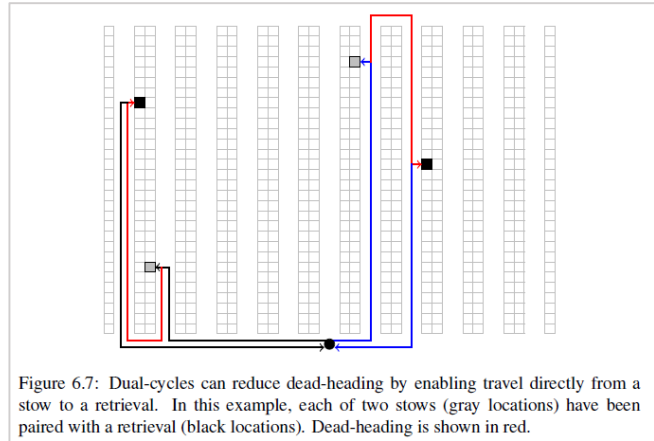 Figure 6.7: Dual-cycles can reduce dead-heading by enabling travel directly from a
stow to a retrieval. In this example, each of two stows (gray locations) have been
paired with a retrieval (black locations). Dead-heading is shown in red.